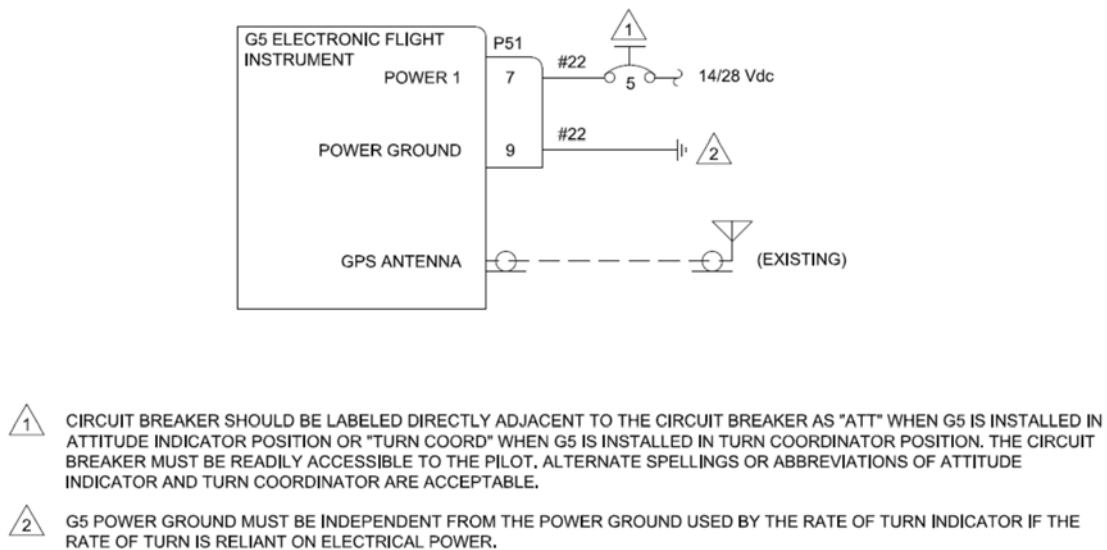 G5 ELECTRONIC FLIGHT
INSTRUMENT
P51
1
POWER 1
7
#22
5
14/28 Vdc
POWER GROUND
9
#22
2
GPS ANTENNA
(EXISTING)
1 CIRCUIT BREAKER SHOULD BE LABELED DIRECTLY ADJACENT TO THE CIRCUIT BREAKER AS "ATT" WHEN G5 IS INSTALLED IN
ATTITUDE INDICATOR POSITION OR "TURN COORD" WHEN G5 IS INSTALLED IN TURN COORDINATOR POSITION. THE CIRCUIT
BREAKER MUST BE READILY ACCESSIBLE TO THE PILOT. ALTERNATE SPELLINGS OR ABBREVIATIONS OF ATTITUDE
INDICATOR AND TURN COORDINATOR ARE ACCEPTABLE.
2 G5 POWER GROUND MUST BE INDEPENDENT FROM THE POWER GROUND USED BY THE RATE OF TURN INDICATOR IF THE
RATE OF TURN IS RELIANT ON ELECTRICAL POWER.